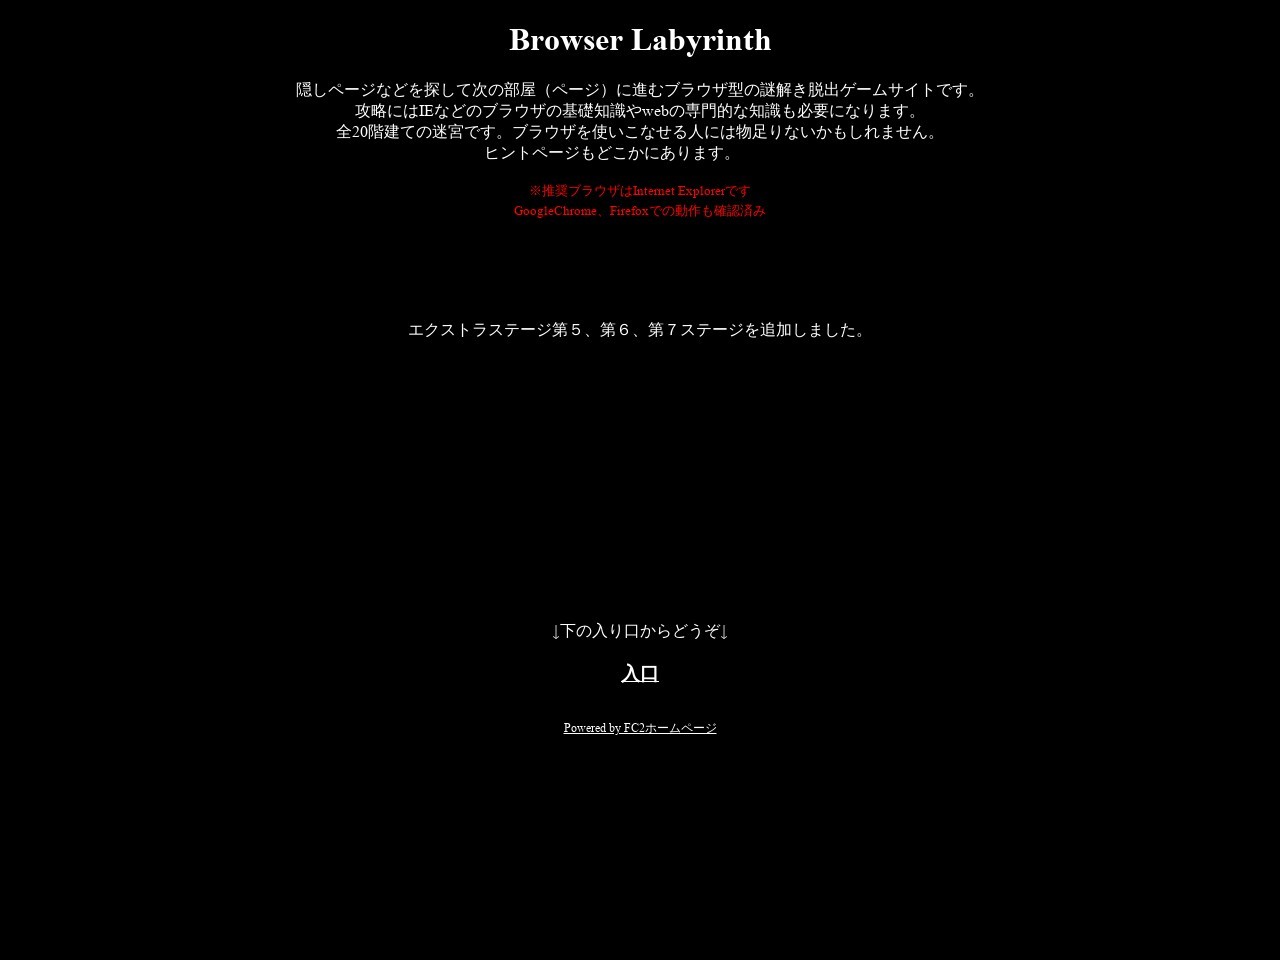 Browser Labyrinth
隠しページなどを探して次の部屋（ページ）に進むブラウザ型の謎解き脱出ゲームサイトです。
攻略にはIEなどのブラウザの基礎知識やwebの専門的な知識も必要になります。
全20階建ての迷宮です。ブラウザを使いこなせる人には物足りないかもしれません。
ヒントページもどこかにあります。
※推奨ブラウザはInternet Explorerです
GoogleChrome、Firefoxでの動作も確認済み
エクストラステージ第５、第６、第７ステージを追加しました。
↓下の入り口からどうぞ↓
入口
Powered by FC2ホームページ